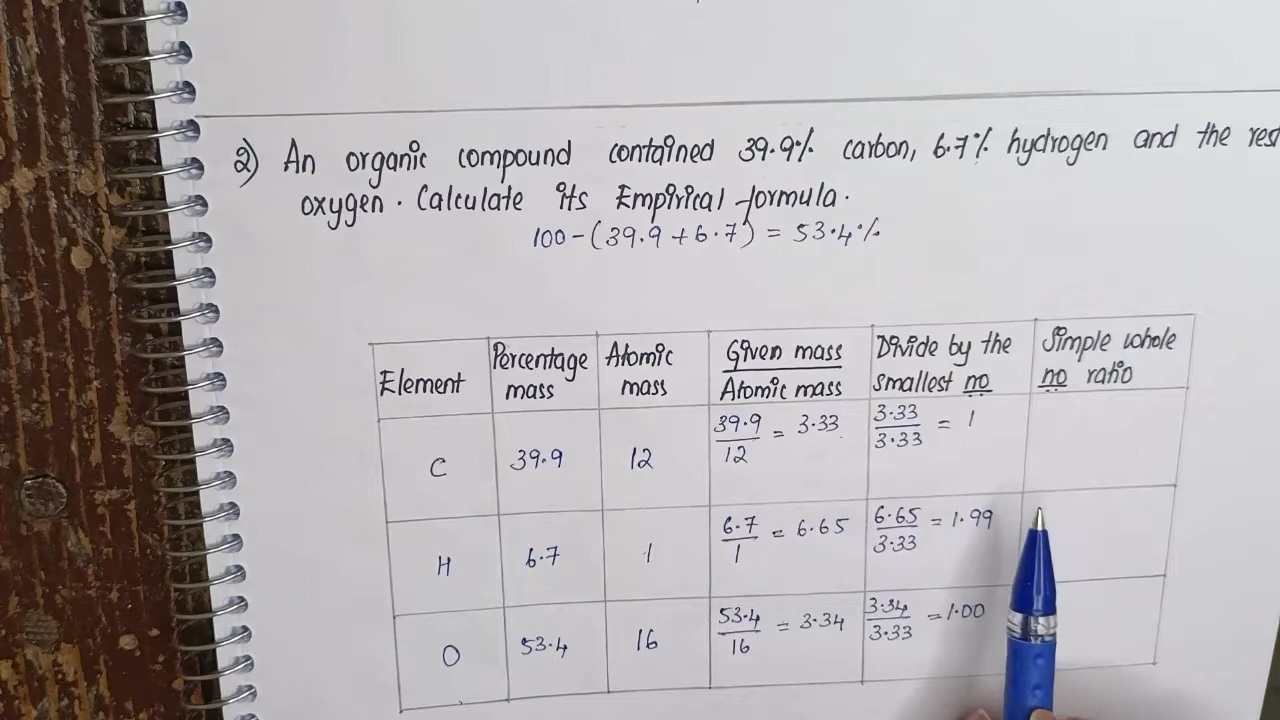 2) An organic compound contained 39.9% carbon, 6.7% hydrogen and the rest
oxygen. Calculate its Empirical formula.
100-(39.9+6.7) = 53.4%
Element Percentage mass Atomic mass Given mass / Atomic mass Divide by the smallest no Simple whole no ratio
C 39.9 12 39.9/12 = 3.33 3.33/3.33 = 1
H 6.7 1 6.7/1 = 6.65 6.65/3.33 = 1.99
O 53.4 16 53.4/16 = 3.34 3.34/3.33 = 1.00